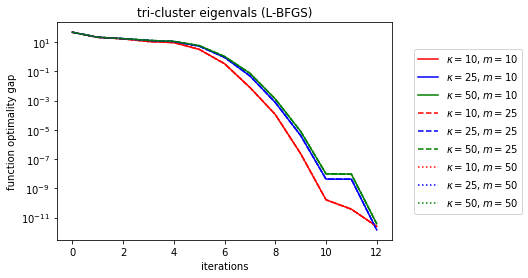 tri-cluster eigenvals (L-BFGS)
function optimality gap
10¹
10⁻¹
10⁻³
10⁻⁵
10⁻⁷
10⁻⁹
10⁻¹¹
0 2 4 6 8 10 12
iterations
κ = 10, m = 10
κ = 25, m = 10
κ = 50, m = 10
κ = 10, m = 25
κ = 25, m = 25
κ = 50, m = 25
κ = 10, m = 50
κ = 25, m = 50
κ = 50, m = 50